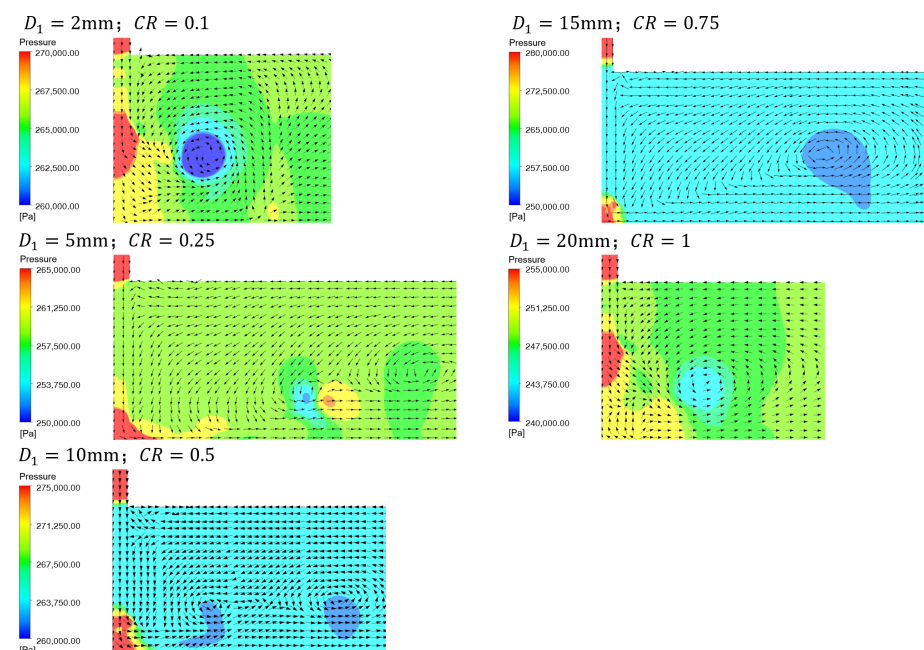 D₁ = 2mm; CR = 0.1
Pressure
270,000.00
267,500.00
265,000.00
262,500.00
260,000.00
[Pa]
D₁ = 15mm; CR = 0.75
Pressure
280,000.00
272,500.00
265,000.00
257,500.00
250,000.00
[Pa]
D₁ = 5mm; CR = 0.25
Pressure
265,000.00
261,250.00
257,500.00
253,750.00
250,000.00
[Pa]
D₁ = 20mm; CR = 1
Pressure
255,000.00
251,250.00
247,500.00
243,750.00
240,000.00
[Pa]
D₁ = 10mm; CR = 0.5
Pressure
275,000.00
271,250.00
267,500.00
263,750.00
260,000.00
[Pa]